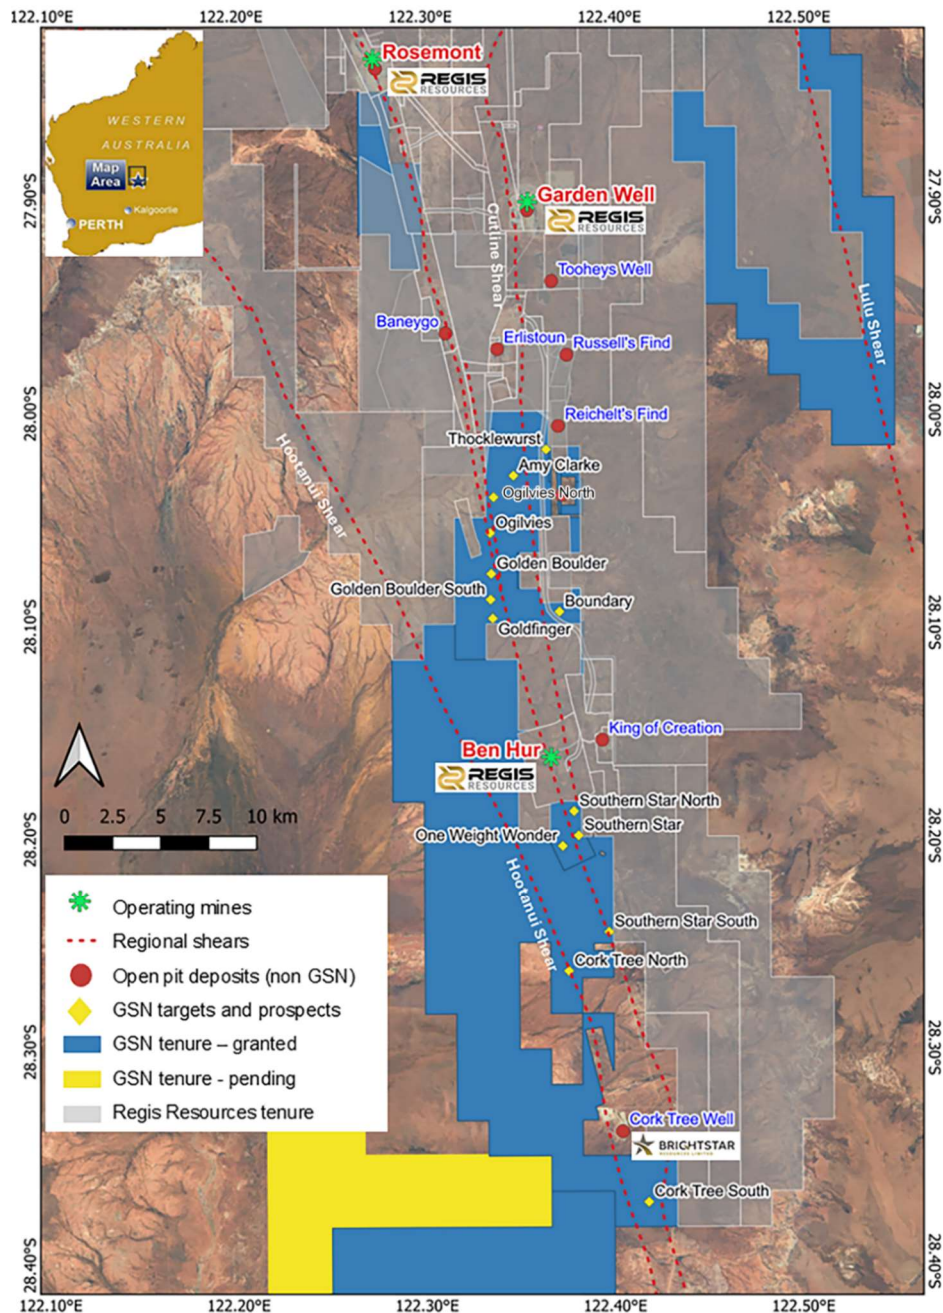 122.10°E 122.20°E 122.30°E 122.40°E 122.50°E
WESTERN
AUSTRALIA
Map
Area
Kalgoorlie
PERTH
Rosemont
REGIS
RESOURCES
27.90°S
27.90°S
Garden Well
REGIS
RESOURCES
Cutline Shear
Tooheys Well
Lulu Shear
Baneygo
Erlistoun
Russell's Find
28.00°S
28.00°S
Reichelt's Find
Thocklewurst
Hootanui Shear
Amy Clarke
Ogilvies North
Ogilvies
Golden Boulder
Golden Boulder South
Boundary
28.10°S
28.10°S
Goldfinger
King of Creation
Ben Hur
REGIS
RESOURCES
0 2.5 5 7.5 10 km
Southern Star North
Southern Star
One Weight Wonder
28.20°S
28.20°S
Hootanui Shear
Southern Star South
Cork Tree North
Operating mines
Regional shears
Open pit deposits (non GSN)
GSN targets and prospects
GSN tenure – granted
GSN tenure - pending
Regis Resources tenure
28.30°S
28.30°S
Cork Tree Well
BRIGHTSTAR
RESOURCES LIMITED
Cork Tree South
28.40°S
28.40°S
122.10°E 122.20°E 122.30°E 122.40°E 122.50°E